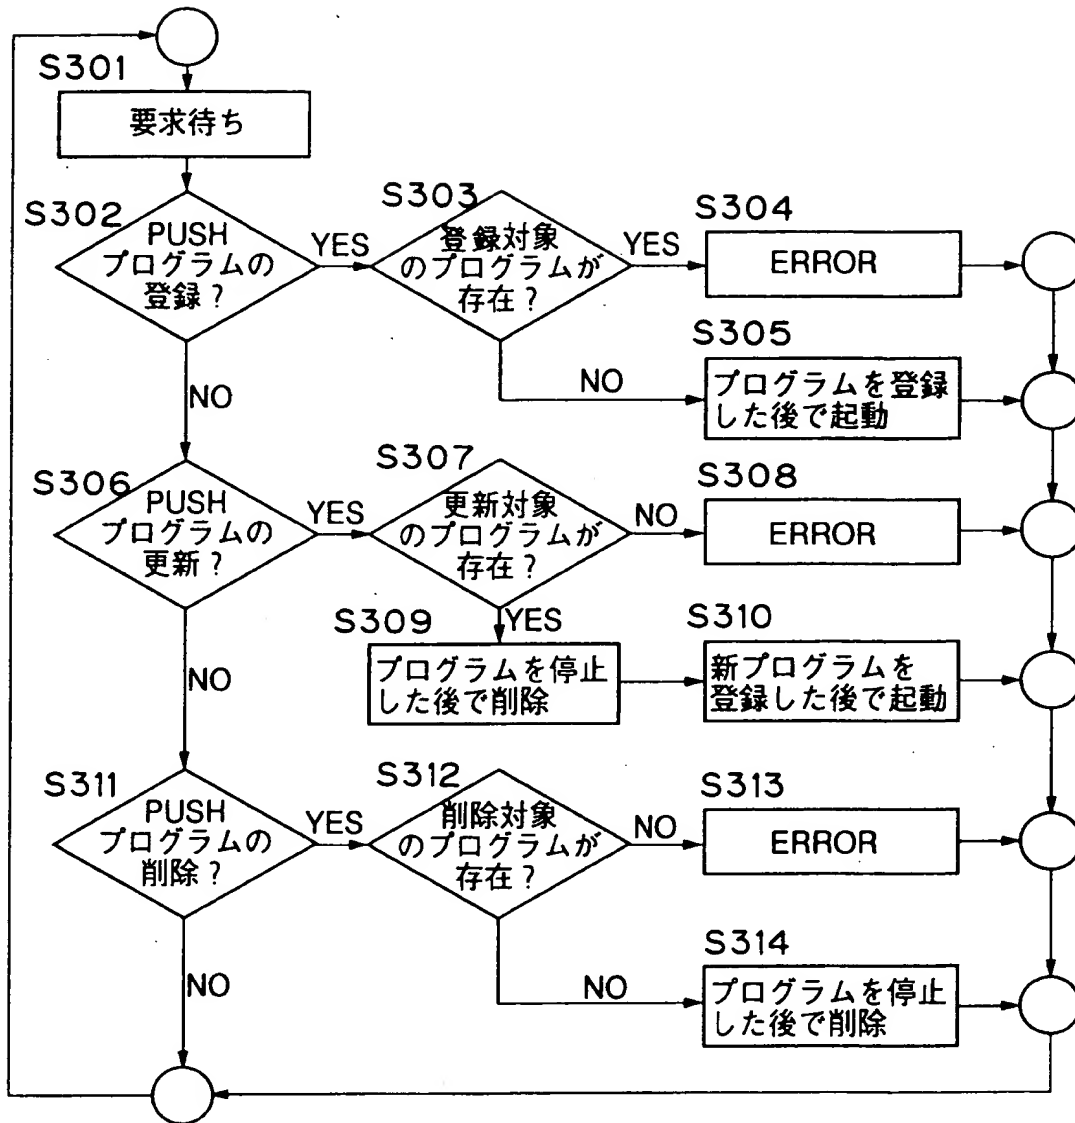 S301
要求待ち
S302
PUSH
プログラムの
登録？
YES
S303
登録対象
のプログラムが
存在？
YES
S304
ERROR
NO
NO
S305
プログラムを登録
した後で起動
S306
PUSH
プログラムの
更新？
YES
S307
更新対象
のプログラムが
存在？
NO
S308
ERROR
YES
NO
S309
プログラムを停止
した後で削除
S310
新プログラムを
登録した後で起動
S311
PUSH
プログラムの
削除？
YES
S312
削除対象
のプログラムが
存在？
NO
S313
ERROR
NO
NO
S314
プログラムを停止
した後で削除